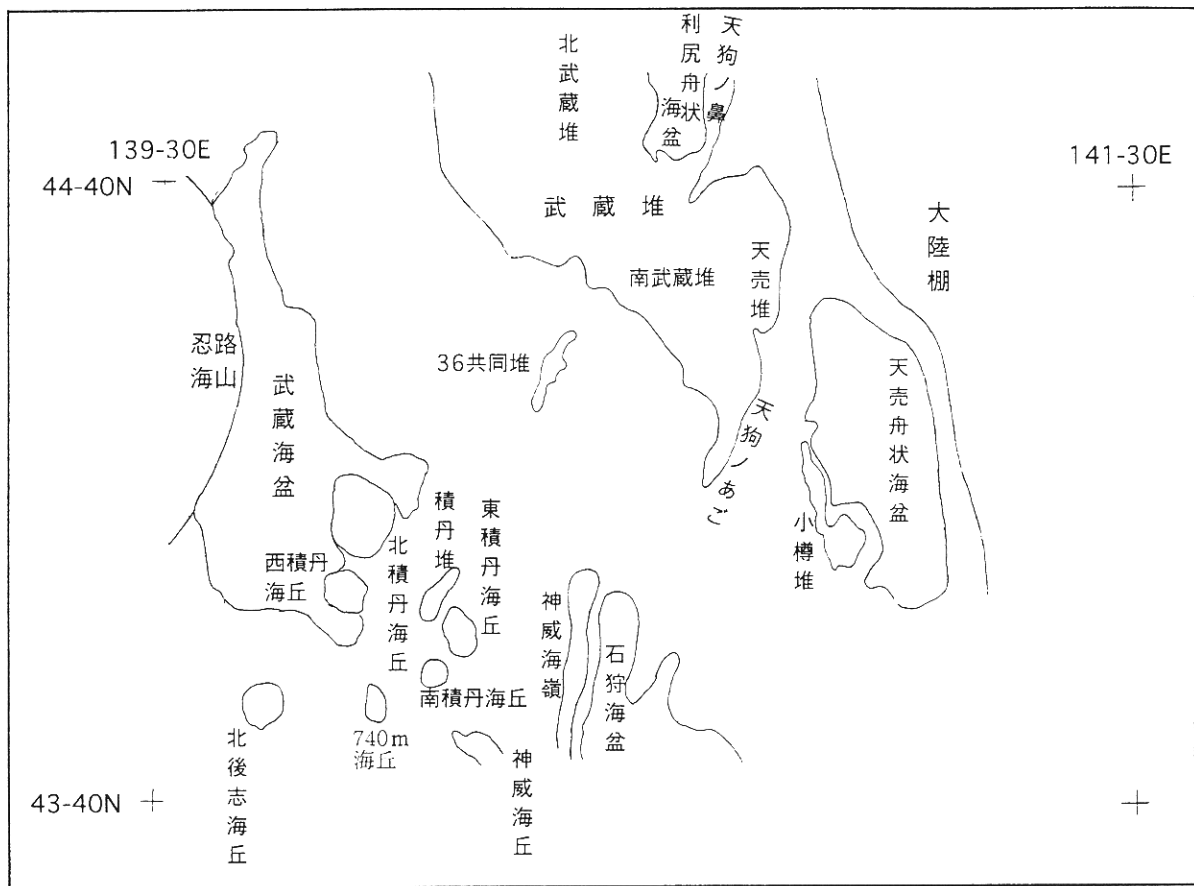 北武蔵堆
利尻舟状
海盆
天狗ノ鼻
139-30E
141-30E
44-40N
武蔵堆
大陸棚
南武蔵堆
天売堆
忍路
海山
36共同堆
武蔵海盆
天売舟状海盆
天狗ノあご
積丹堆
東積丹海丘
小樽堆
西積丹
海丘
北積丹海丘
神威海嶺
石狩海盆
南積丹海丘
740m
海丘
北後志海丘
神威海丘
43-40N